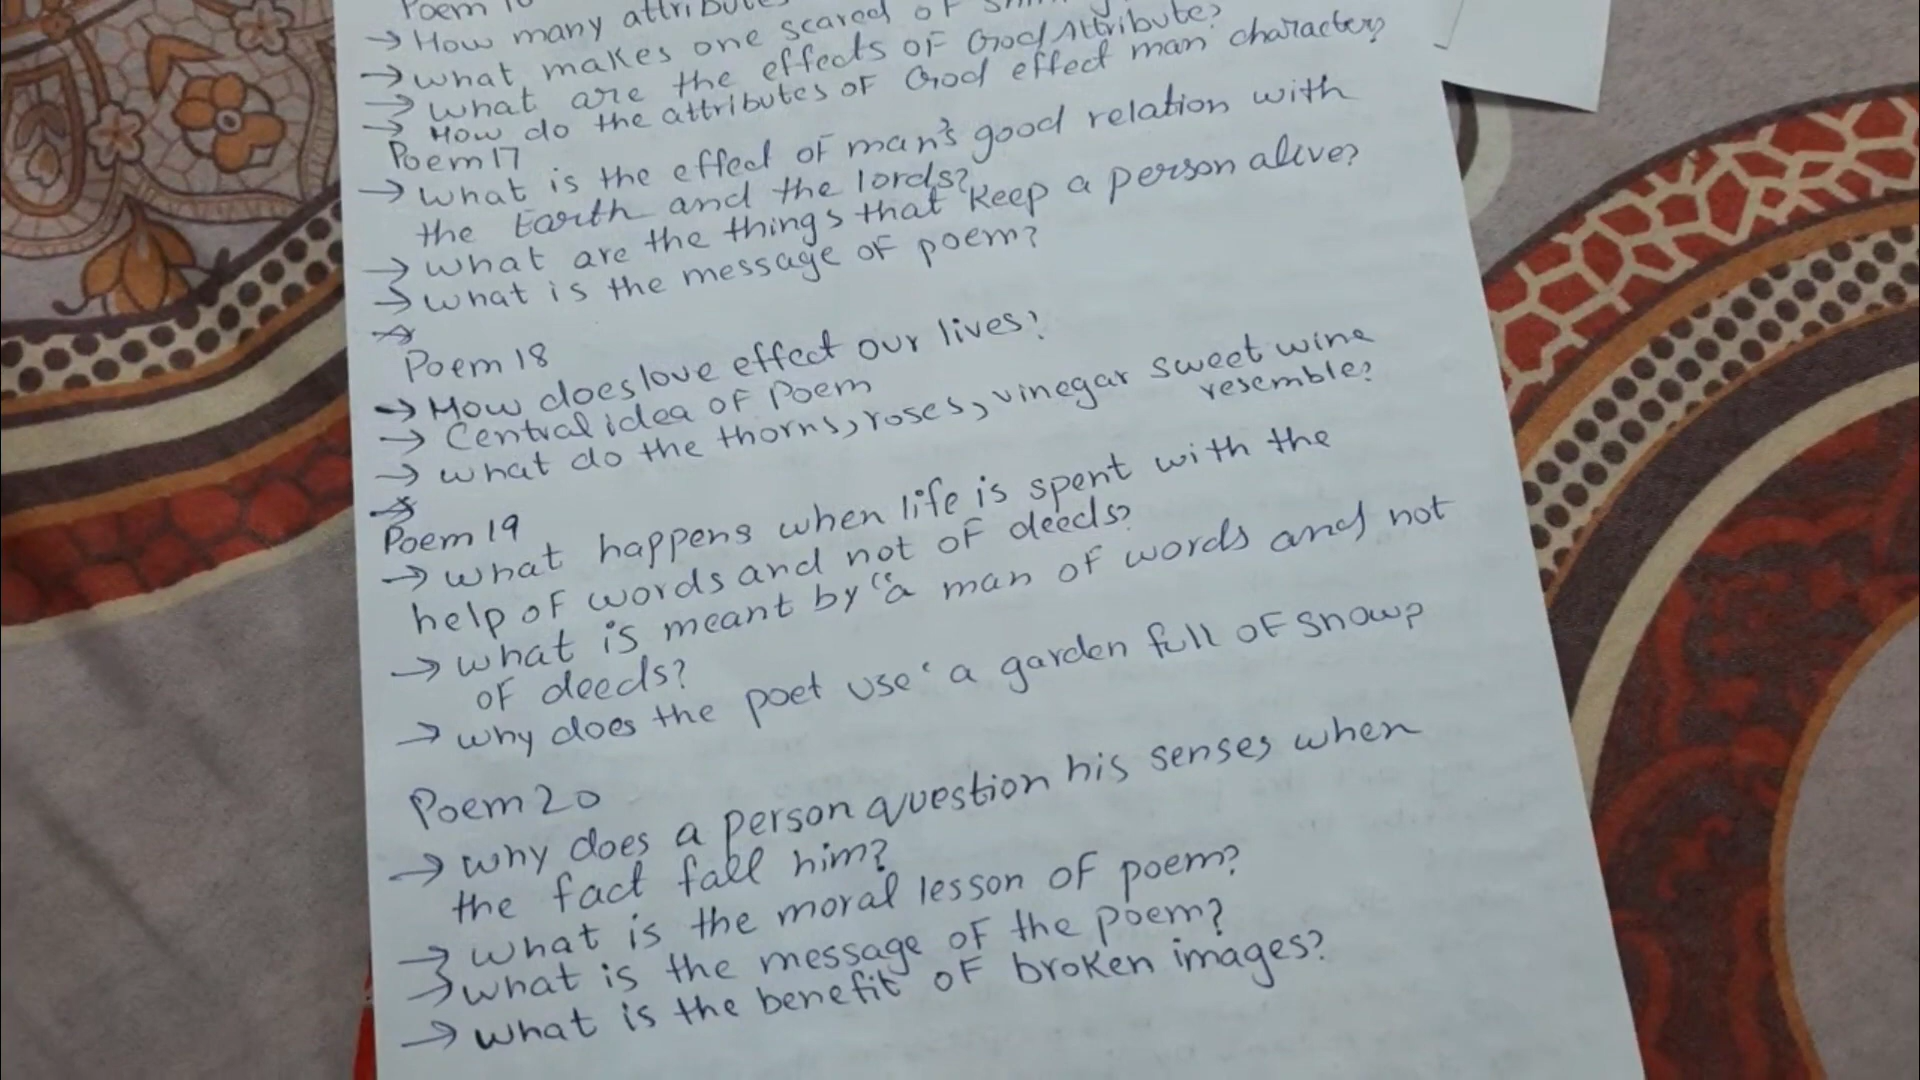 Poem
→ How many attributes
→ what makes one scared of
→ what are the effects of God Attribute?
→ How do the attributes of God effect man character?
Poem 17
→ what is the effect of man's good relation with
the Earth and the lords?
→ what are the things that keep a person alive?
→ what is the message of poem?
Poem 18
→ How does love effect our lives?
→ Central idea of Poem
→ what do the thorns, roses, vinegar sweet wine
resemble?
Poem 19
→ what happens when life is spent with the
help of words and not of deeds?
→ what is meant by "a man of words and not
of deeds?
→ why does the poet use 'a garden full of snow?
Poem 20
→ why does a person question his senses when
the fact fall him?
→ what is the moral lesson of poem?
→ what is the message of the poem?
→ what is the benefit of broken images?